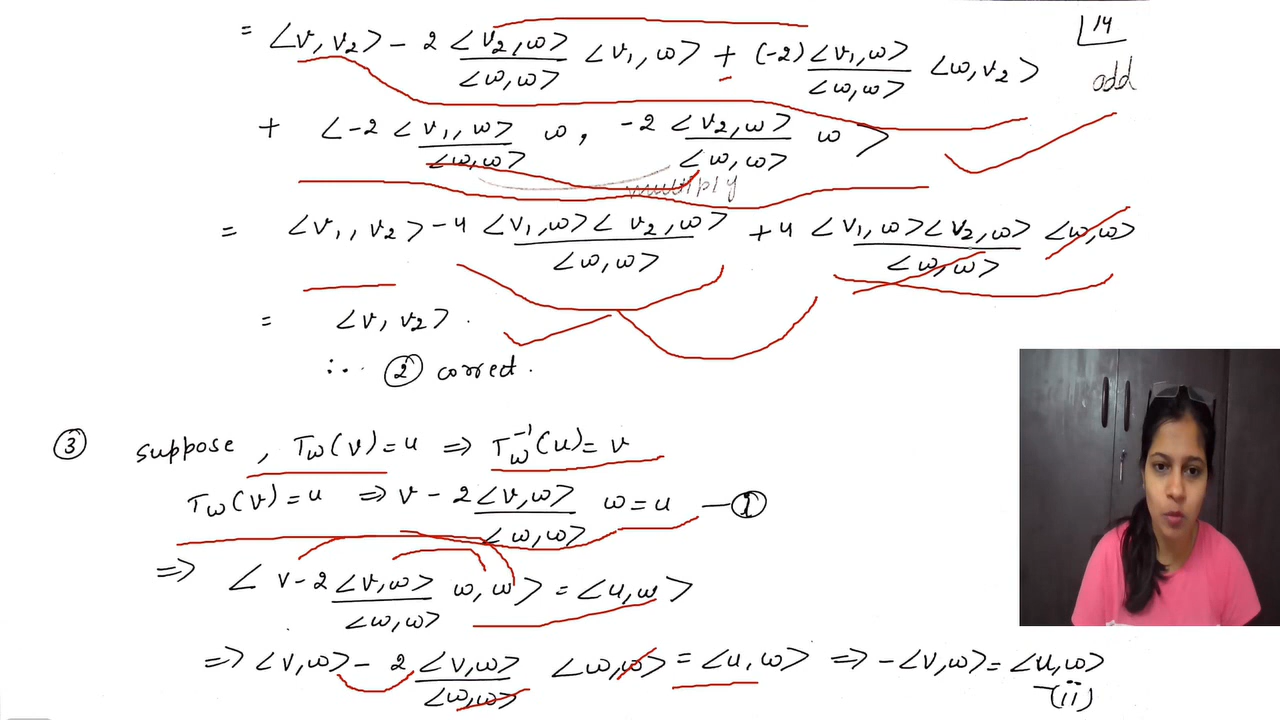 = <v, v₂> - 2 <v₂,ω>/<ω,ω> <v₁,ω> + (-2) <v₁,ω>/<ω,ω> <ω,v₂>
14
add
+ <-2 <v₁,ω>/<ω,ω> ω, -2 <v₂,ω>/<ω,ω> ω>
multiply
= <v₁, v₂> - 4 <v₁,ω><v₂,ω>/<ω,ω> + 4 <v₁,ω><v₂,ω>/<ω,ω> <ω,ω>
= <v, v₂>.
∴ ② correct.
③ suppose, Tω(v)=u ⇒ Tω⁻¹(u)=v
Tω(v)=u ⇒ v - 2 <v,ω>/<ω,ω> ω=u —①
⇒ <v-2 <v,ω>/<ω,ω> ω, ω> = <u,ω>
⇒ <v,ω> - 2 <v,ω>/<ω,ω> <ω,ω> = <u,ω> ⇒ -<v,ω> = <u,ω>
-(ii)